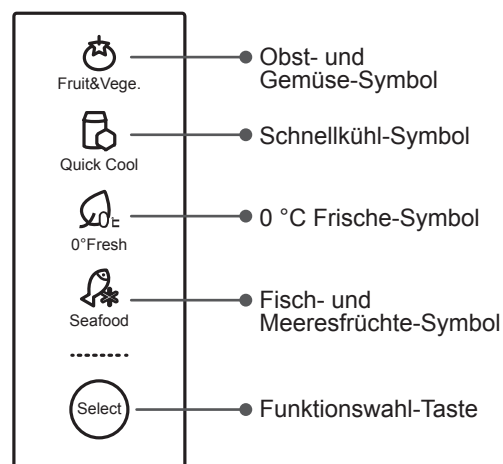 Fruit&Vege.
Obst- und
Gemüse-Symbol
Quick Cool
Schnellkühl-Symbol
0℃
0°Fresh
0 °C Frische-Symbol
Seafood
Fisch- und
Meeresfrüchte-Symbol
Select
Funktionswahl-Taste